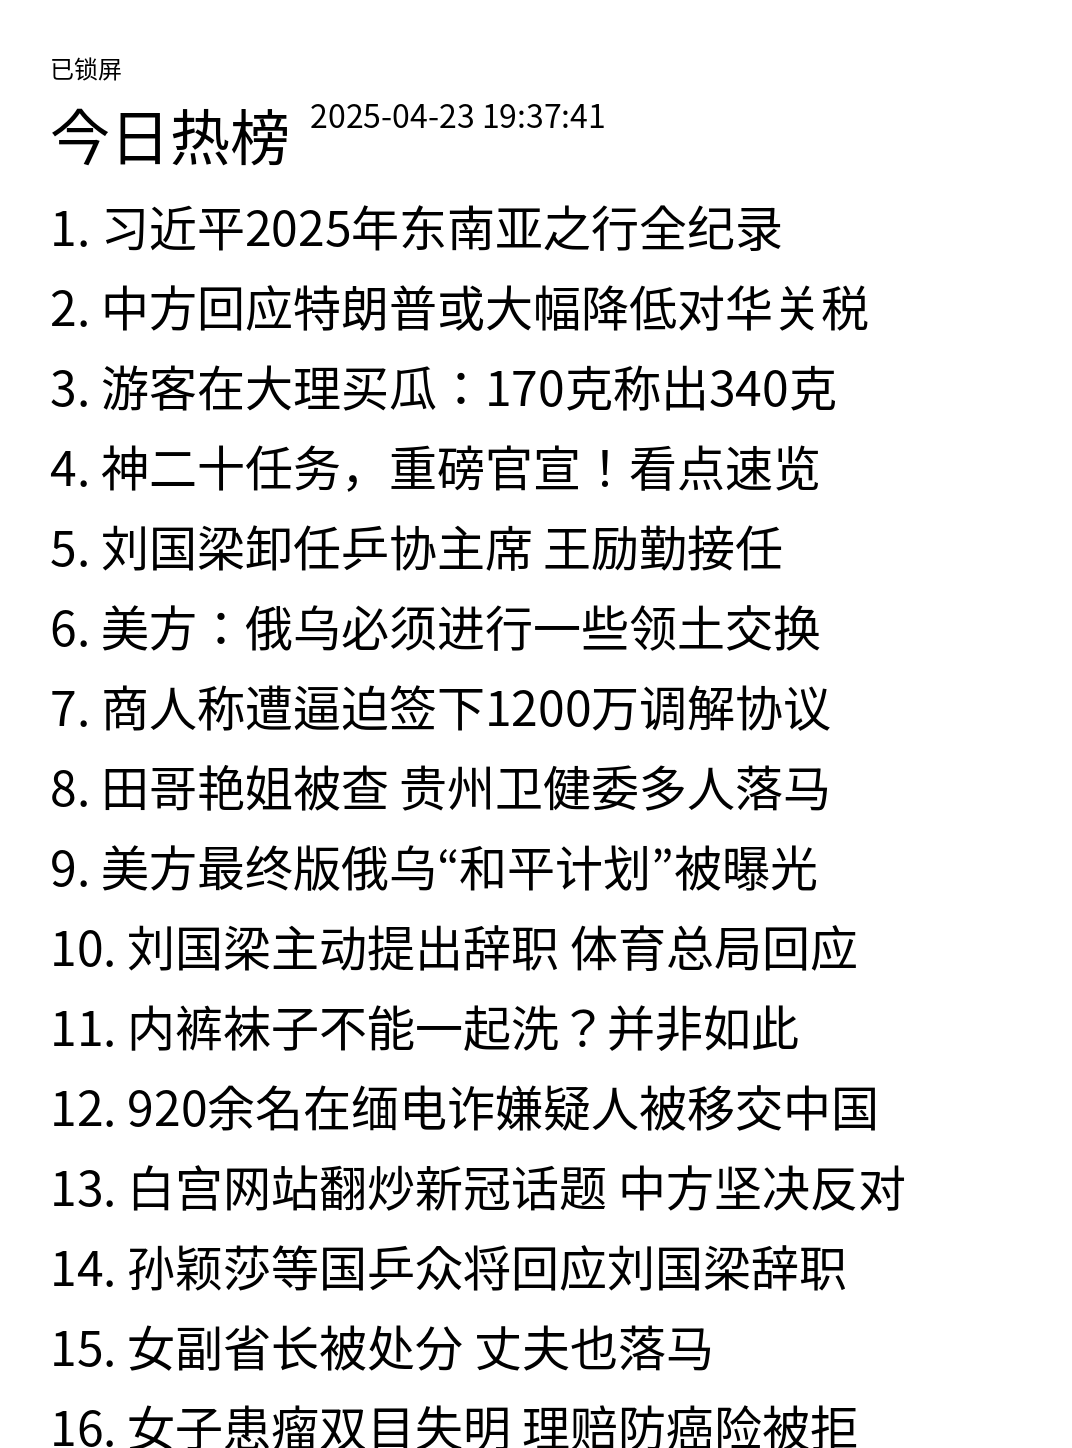 已锁屏
今日热榜 2025-04-23 19:37:41
1. 习近平2025年东南亚之行全纪录
2. 中方回应特朗普或大幅降低对华关税
3. 游客在大理买瓜：170克称出340克
4. 神二十任务，重磅官宣！看点速览
5. 刘国梁卸任乒协主席 王励勤接任
6. 美方：俄乌必须进行一些领土交换
7. 商人称遭逼迫签下1200万调解协议
8. 田哥艳姐被查 贵州卫健委多人落马
9. 美方最终版俄乌“和平计划”被曝光
10. 刘国梁主动提出辞职 体育总局回应
11. 内裤袜子不能一起洗？并非如此
12. 920余名在缅电诈嫌疑人被移交中国
13. 白宫网站翻炒新冠话题 中方坚决反对
14. 孙颖莎等国乒众将回应刘国梁辞职
15. 女副省长被处分 丈夫也落马
16. 女子患瘤双目失明 理赔防癌险被拒